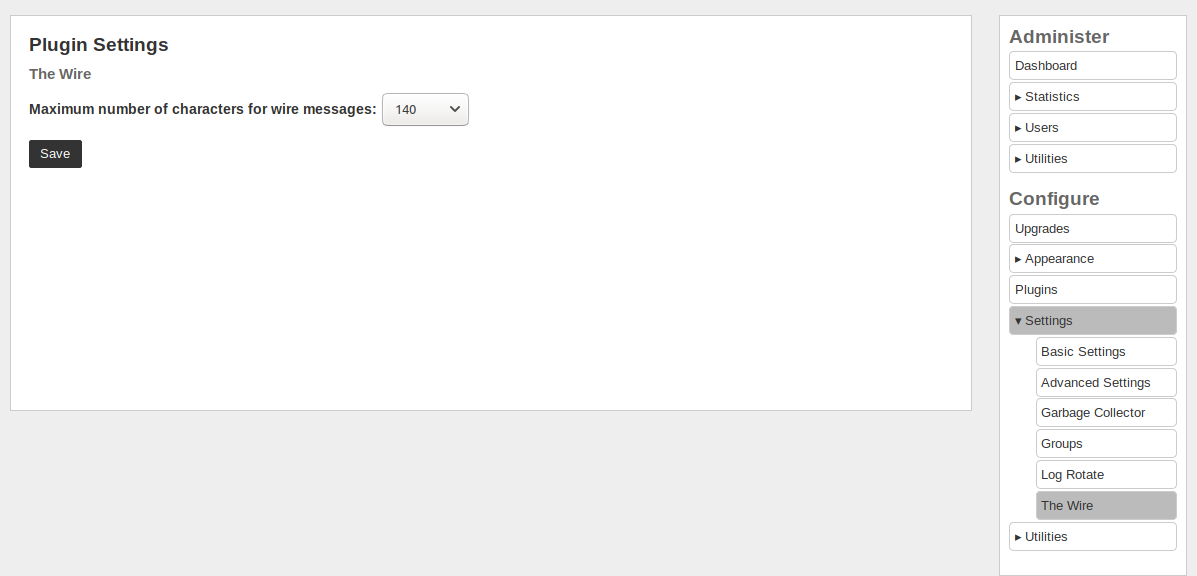 Plugin Settings
The Wire
Maximum number of characters for wire messages: 140
Save
Administer
Dashboard
▸ Statistics
▸ Users
▸ Utilities
Configure
Upgrades
▸ Appearance
Plugins
▾ Settings
Basic Settings
Advanced Settings
Garbage Collector
Groups
Log Rotate
The Wire
▸ Utilities